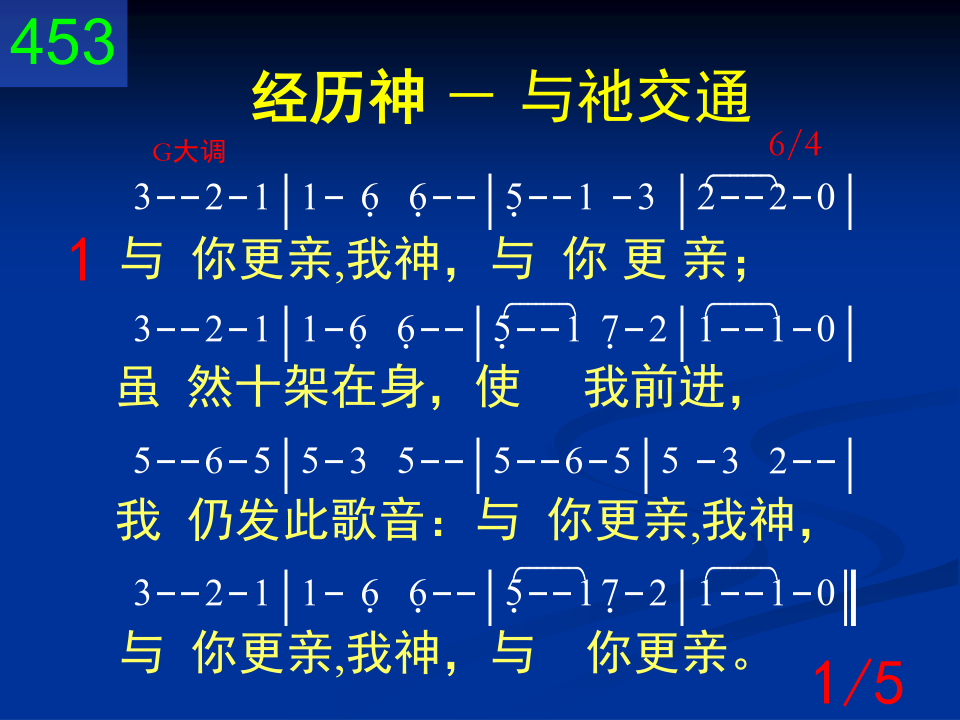 453
经历神 － 与祂交通
G大调 6/4
3--2-1|1- 6̣ 6̣--|5̣--1 -3 |2--2-0|
1 与 你更亲,我神，与 你 更 亲；
3--2-1|1-6̣ 6̣--|5̣--1 7̣-2|1--1-0|
虽 然十架在身，使 我前进，
5--6-5|5-3 5--|5--6-5|5 -3 2--|
我 仍发此歌音：与 你更亲,我神，
3--2-1|1- 6̣ 6̣--|5̣--17̣-2|1--1-0‖
与 你更亲,我神，与 你更亲。
1/5